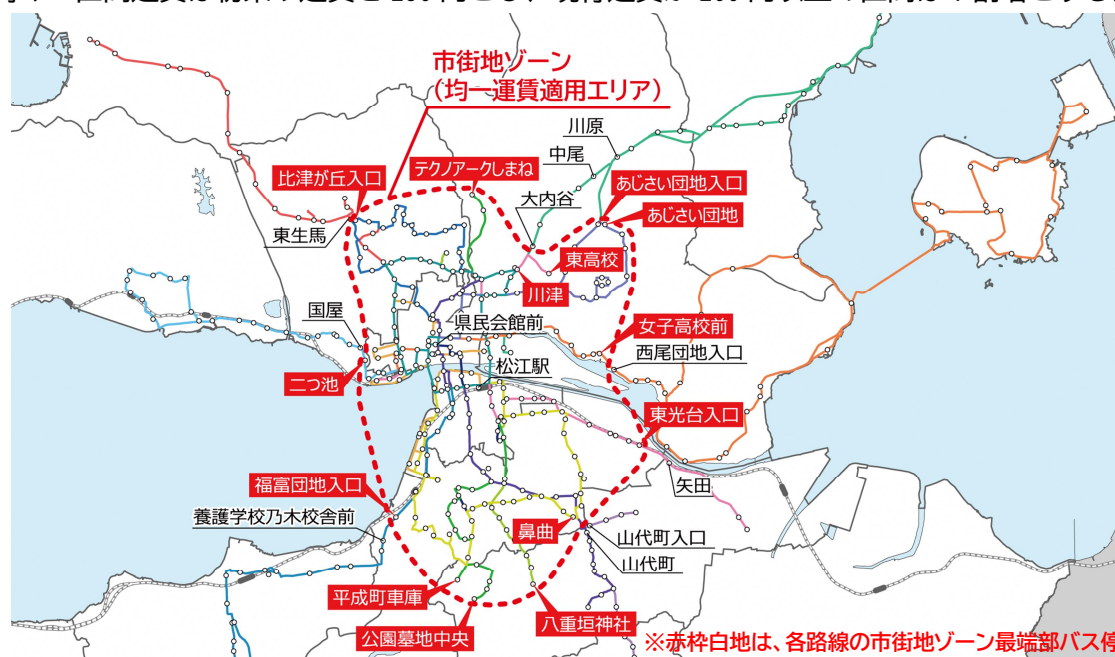 市街地ゾーン
(均一運賃適用エリア)
川原
中尾
テクノアークしまね
比津が丘入口
大内谷
あじさい団地入口
あじさい団地
東生馬
東高校
川津
国屋
県民会館前
女子高校前
西尾団地入口
松江駅
二つ池
東光台入口
矢田
福富団地入口
養護学校乃木校舎前
鼻曲
山代町入口
山代町
平成町車庫
八重垣神社
公園墓地中央
※赤枠白地は、各路線の市街地ゾーン最端部バス停